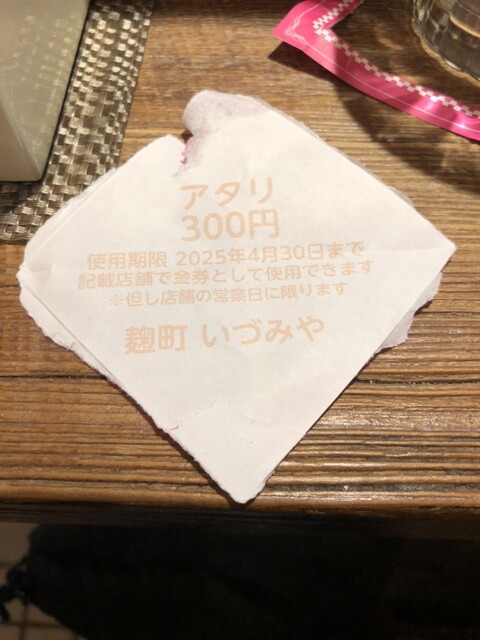 アタリ
300円
使用期限 2025年4月30日まで
記載店舗で金券として使用できます
※但し店舗の営業日に限ります
麹町 いづみや